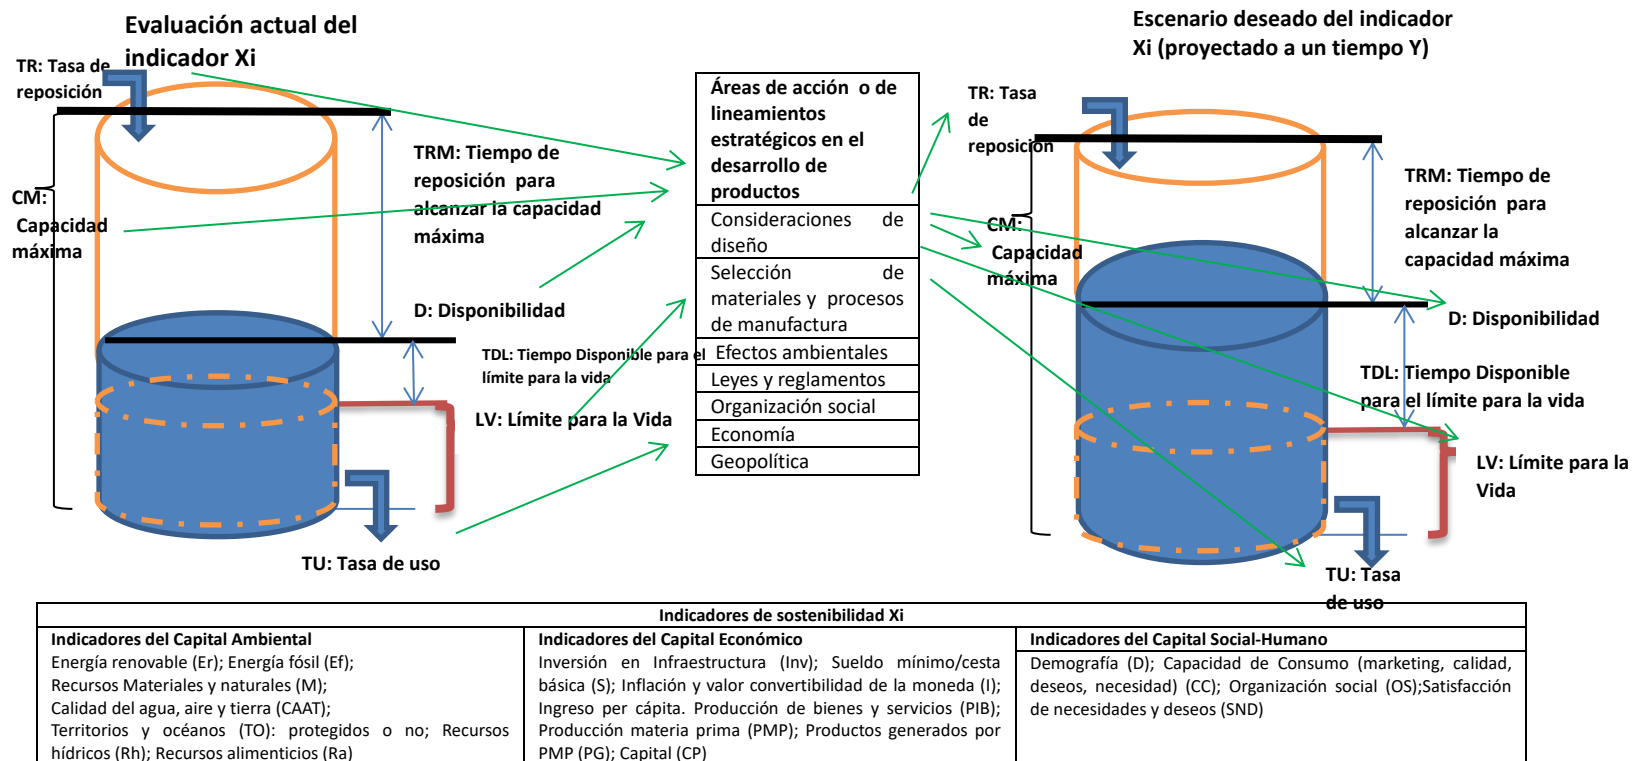 Evaluación actual del
indicador Xi
TR: Tasa de
reposición
CM:
Capacidad
máxima
TRM: Tiempo de
reposición para
alcanzar la capacidad
máxima
D: Disponibilidad
TDL: Tiempo Disponible para el
límite para la vida
LV: Límite para la Vida
TU: Tasa de uso
Áreas de acción o de
lineamientos
estratégicos en el
desarrollo de
productos
Consideraciones de
diseño
Selección de
materiales y procesos
de manufactura
Efectos ambientales
Leyes y reglamentos
Organización social
Economía
Geopolítica
Escenario deseado del indicador
Xi (proyectado a un tiempo Y)
TR: Tasa
de
reposición
CM:
Capacidad
máxima
TRM: Tiempo de
reposición para
alcanzar la
capacidad máxima
D: Disponibilidad
TDL: Tiempo Disponible
para el límite para la vida
LV: Límite para la
Vida
TU: Tasa
de uso
Indicadores de sostenibilidad Xi
Indicadores del Capital Ambiental
Energía renovable (Er); Energía fósil (Ef);
Recursos Materiales y naturales (M);
Calidad del agua, aire y tierra (CAAT);
Territorios y océanos (TO): protegidos o no; Recursos
hídricos (Rh); Recursos alimenticios (Ra)
Indicadores del Capital Económico
Inversión en Infraestructura (Inv); Sueldo mínimo/cesta
básica (S); Inflación y valor convertibilidad de la moneda (I);
Ingreso per cápita. Producción de bienes y servicios (PIB);
Producción materia prima (PMP); Productos generados por
PMP (PG); Capital (CP)
Indicadores del Capital Social-Humano
Demografía (D); Capacidad de Consumo (marketing, calidad,
deseos, necesidad) (CC); Organización social (OS);Satisfacción
de necesidades y deseos (SND)